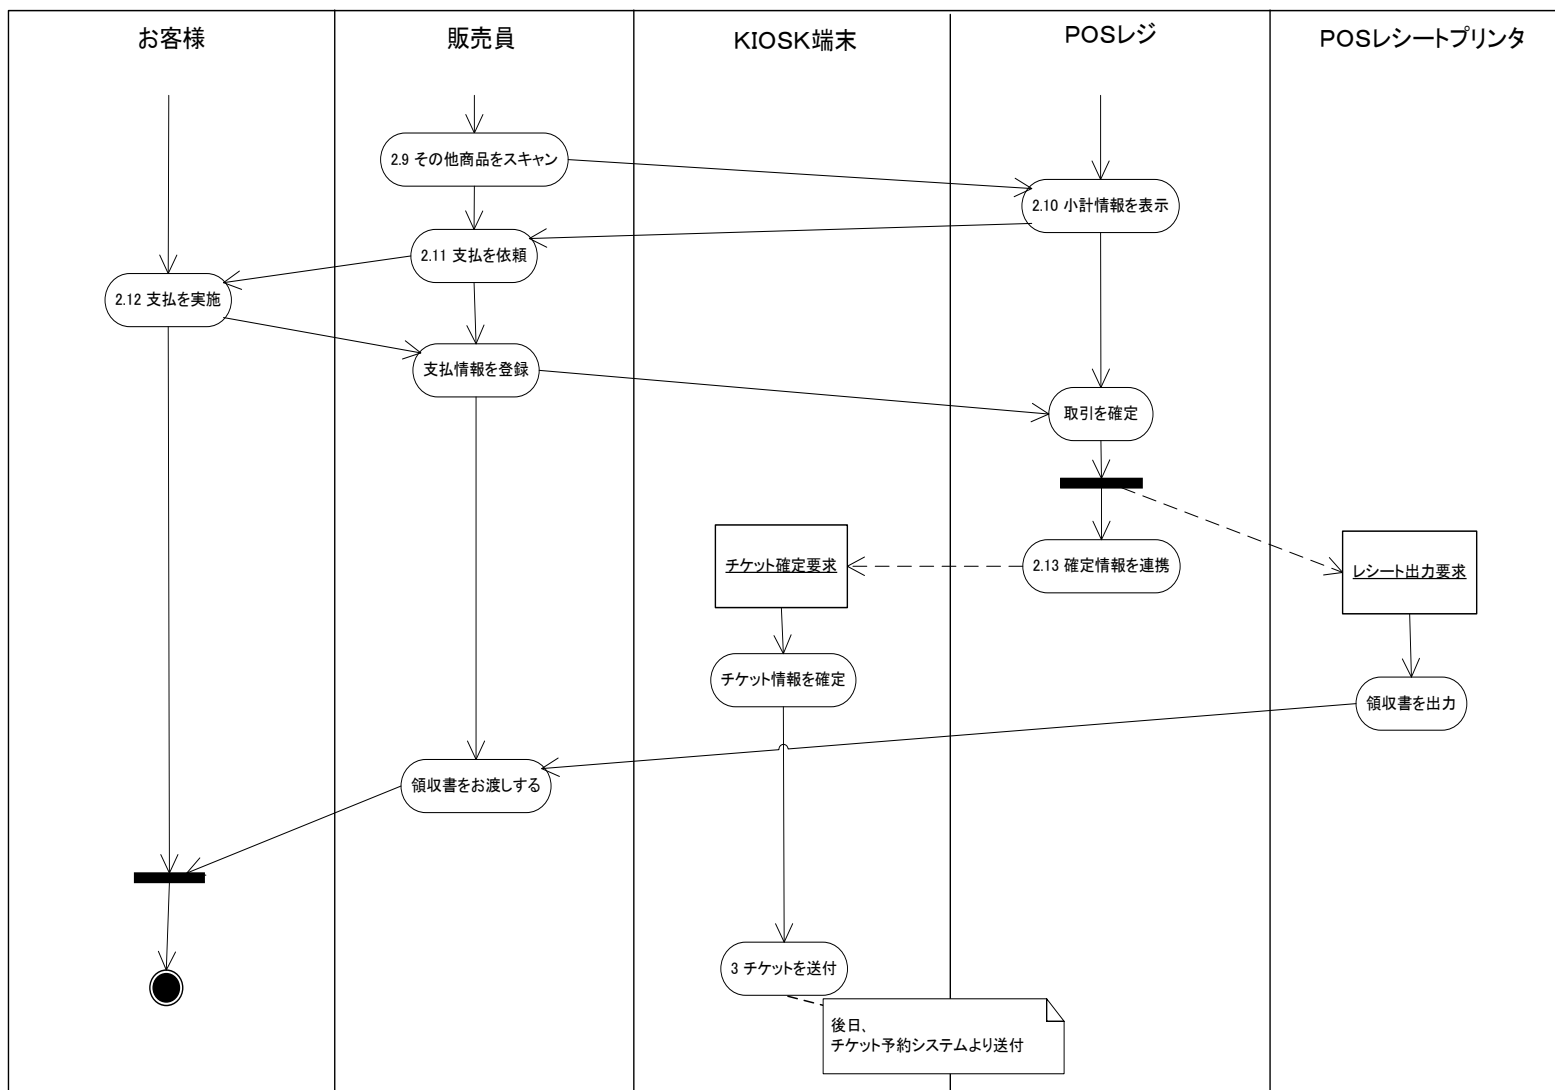 お客様
販売員
KIOSK端末
POSレジ
POSレシートプリンタ
2.9 その他商品をスキャン
2.10 小計情報を表示
2.11 支払を依頼
2.12 支払を実施
支払情報を登録
取引を確定
チケット確定要求
2.13 確定情報を連携
レシート出力要求
チケット情報を確定
領収書を出力
領収書をお渡しする
3 チケットを送付
後日、
チケット予約システムより送付